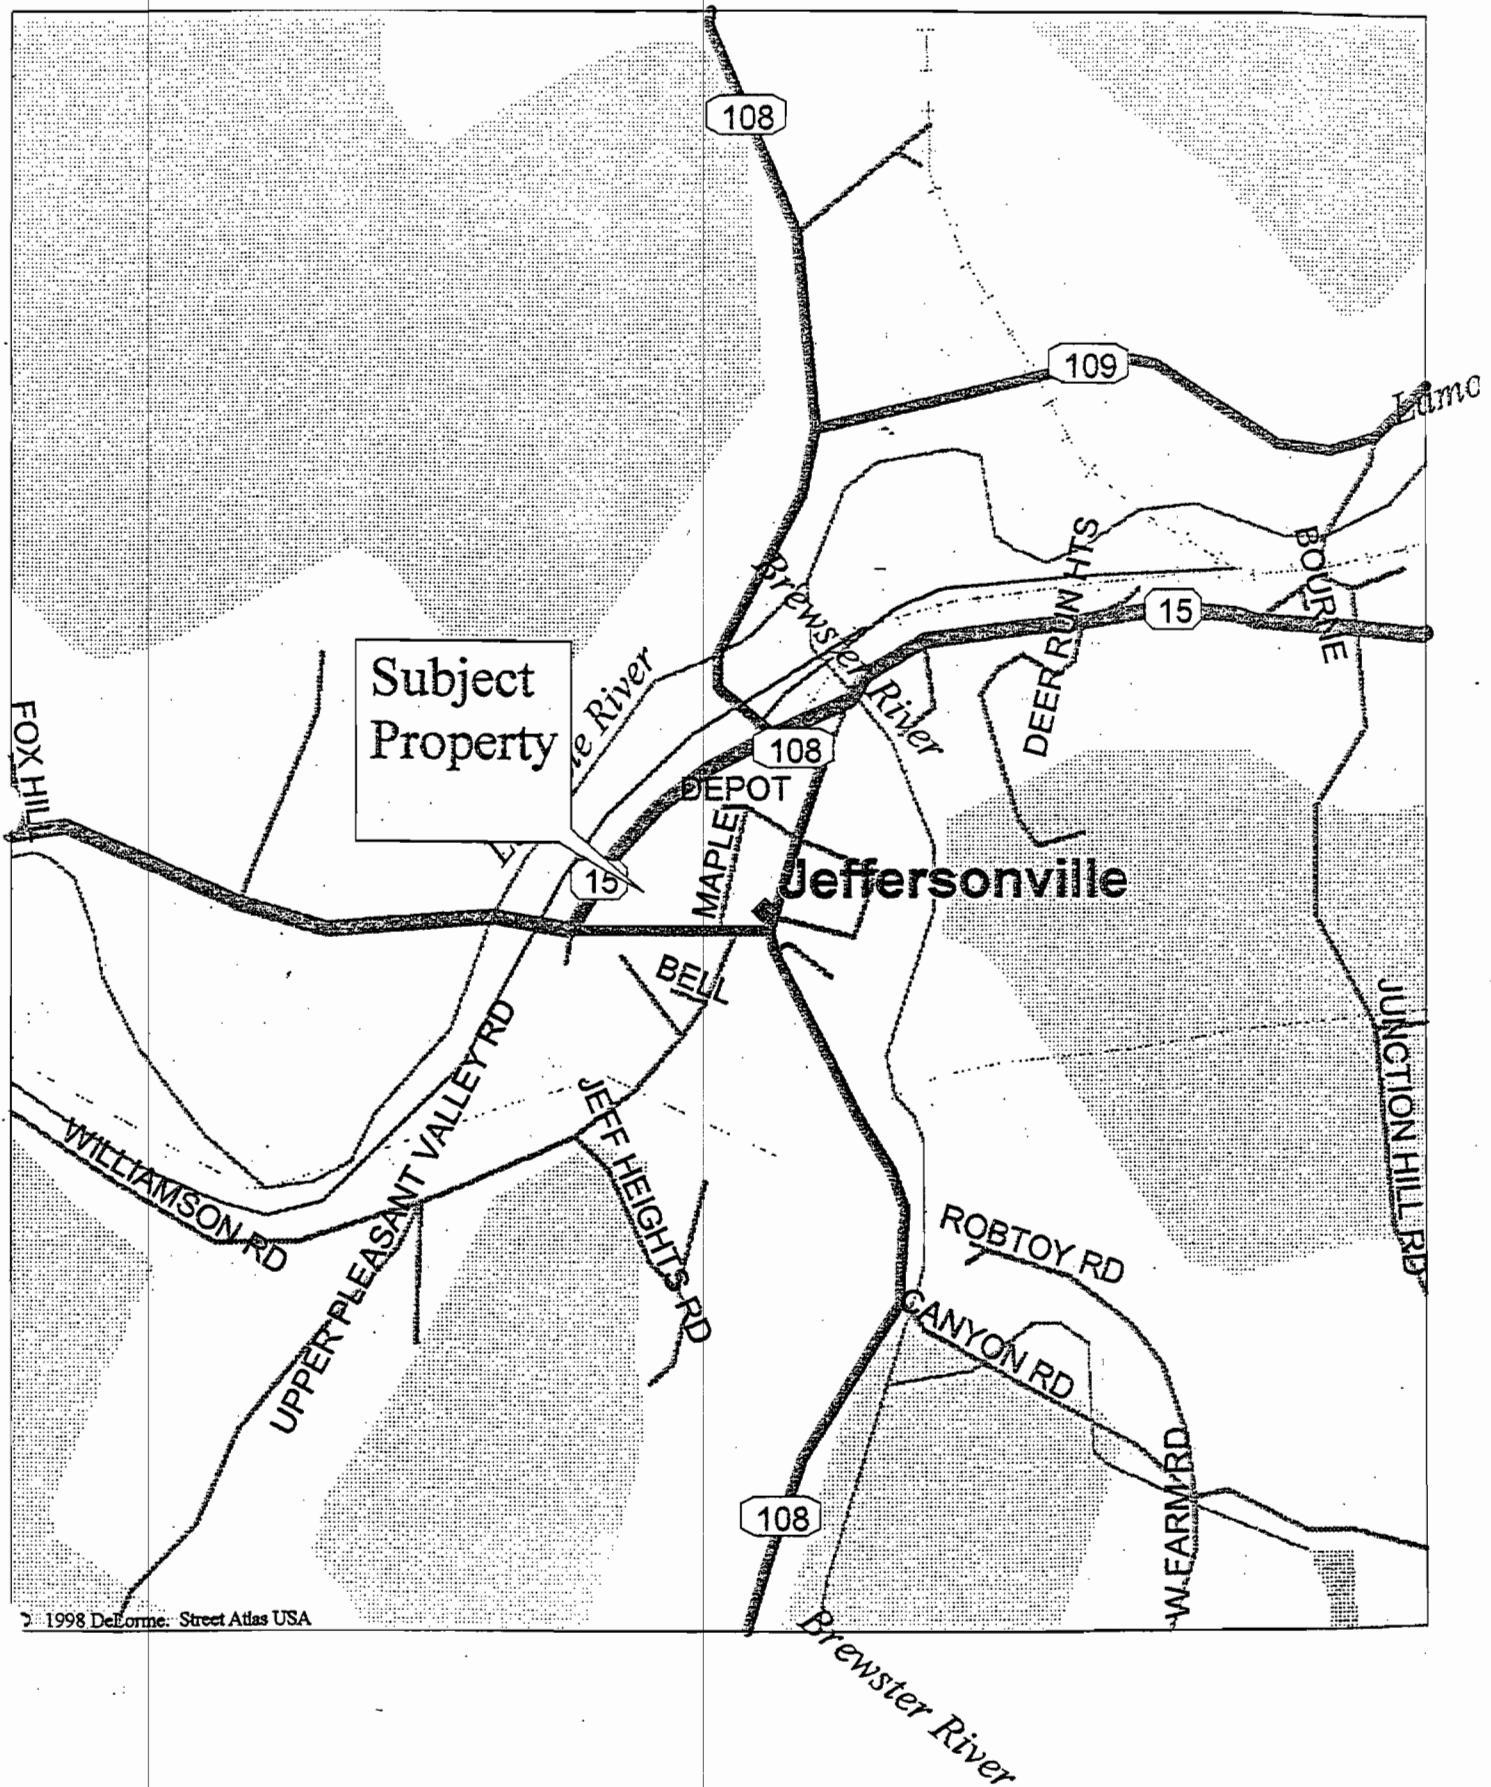 108
109
Lamo
BOURNE
DEER RUN HTS
15
Brewster River
Subject
Property
e River
FOX HILL
108
DEPOT
MAPLE
15
Jeffersonville
BELL
JUNCTION HILL RD
UPPER PLEASANT VALLEY RD
WILLIAMSON RD
JEFF HEIGHTS RD
ROBTOY RD
CANYON RD
W FARM RD
108
1998 DeLorme. Street Atlas USA
Brewster River